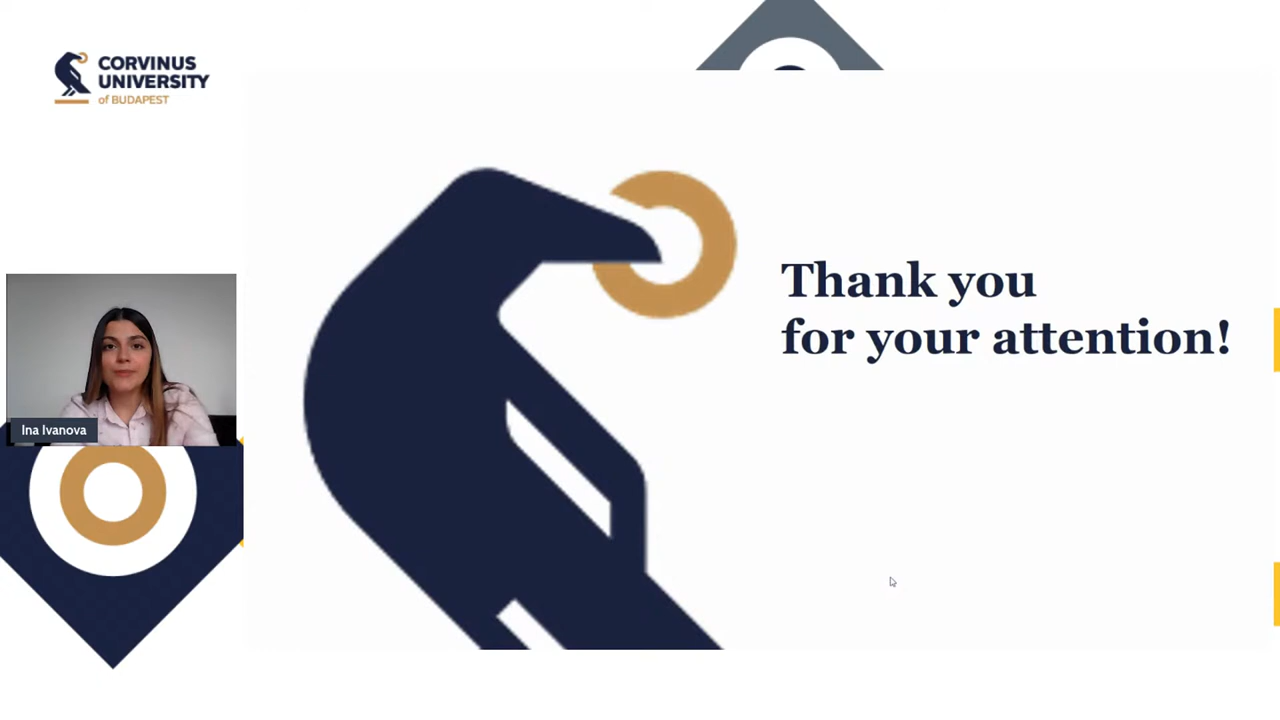 CORVINUS
UNIVERSITY
of BUDAPEST
Thank you
for your attention!
Ina Ivanova